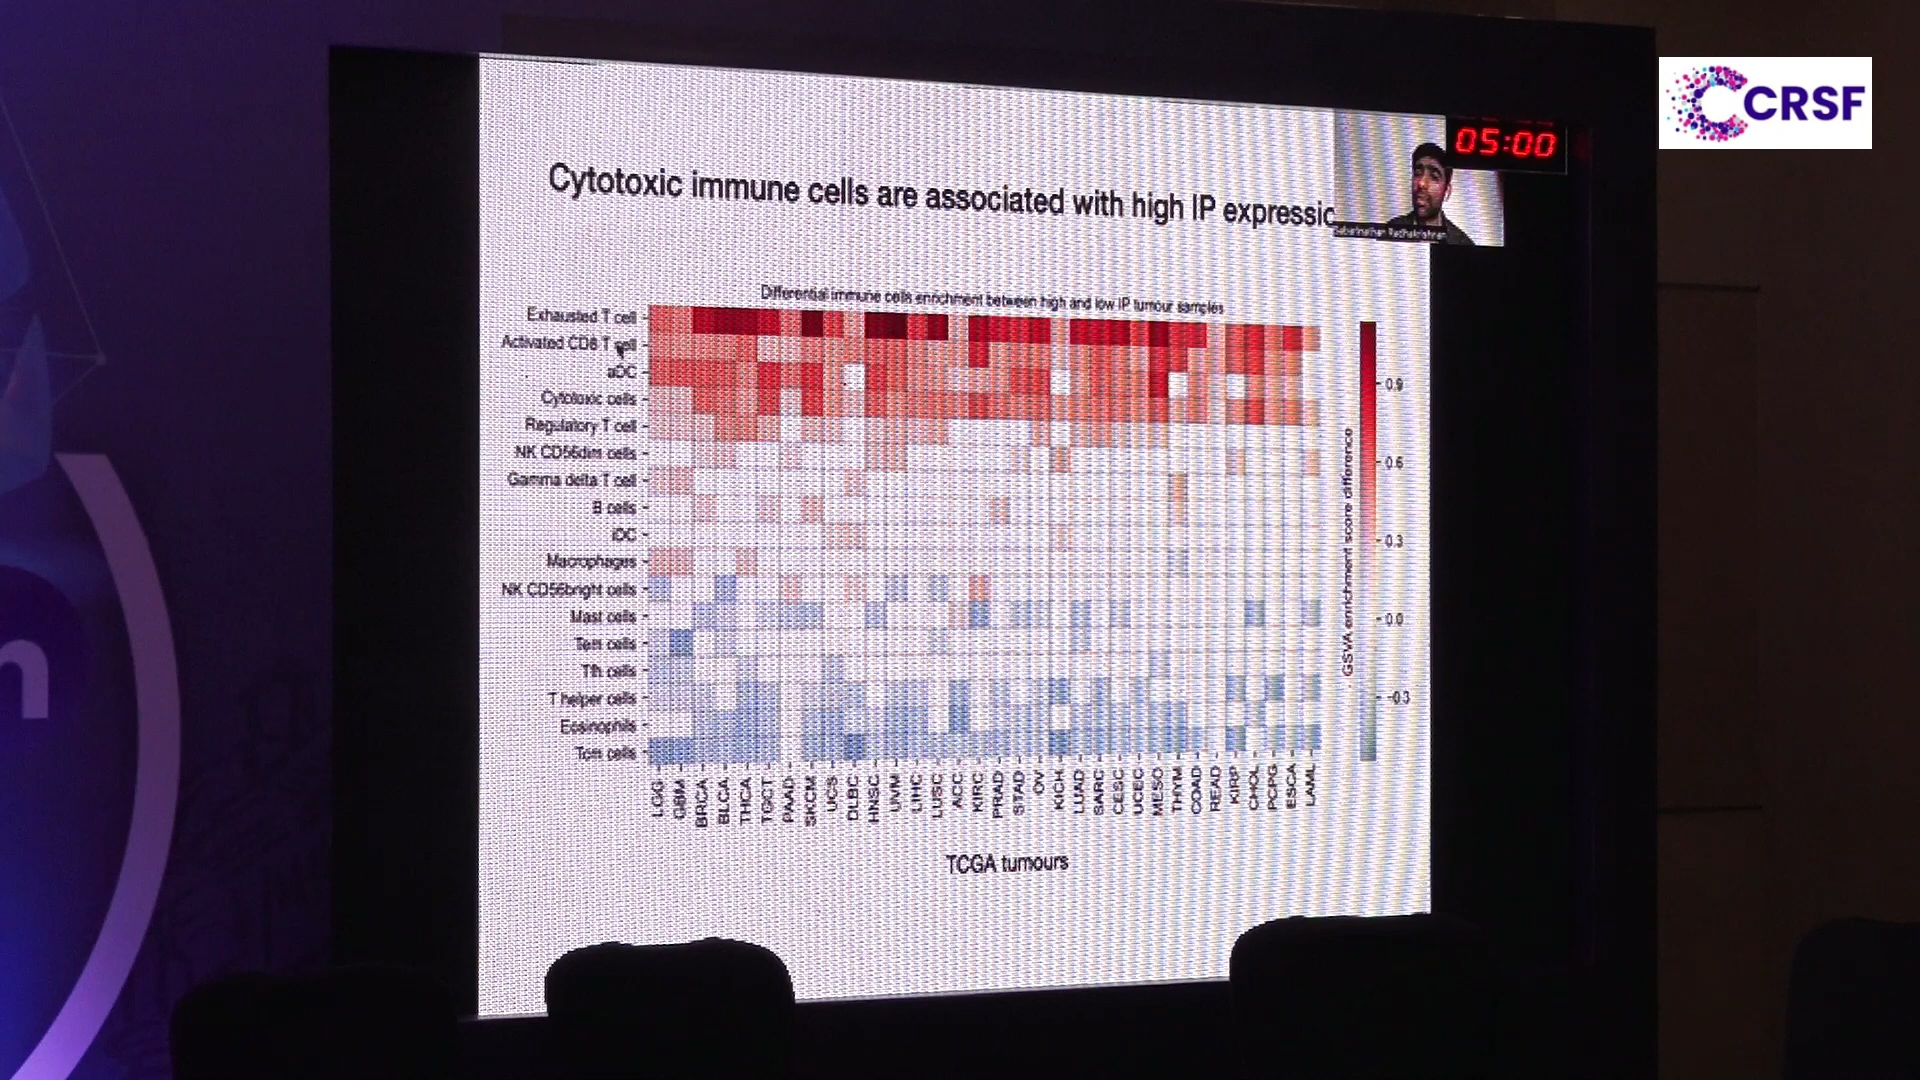 CCRSF
05:00
Cytotoxic immune cells are associated with high IP expressio
Sabarinathan Radhakrishnan
Differential immune cells enrichment between high and low IP tumour samples
Exhausted T cell
Activated CD8 T cell
aDC
Cytotoxic cells
Regulatory T cell
NK CD56dim cells
Gamma delta T cell
B cells
iDC
Macrophages
NK CD56bright cells
Mast cells
Tem cells
Tfh cells
T helper cells
Eosinophils
Tcm cells
0.9
0.6
0.3
0.0
-0.3
GSVA enrichment score difference
LGG
GBM
BRCA
BLCA
THCA
TGCT
PAAD
SKCM
UCS
DLBC
HNSC
UVM
LIHC
LUSC
ACC
KIRC
PRAD
STAD
OV
KICH
LUAD
SARC
CESC
UCEC
MESO
THYM
COAD
READ
KIRP
CHOL
PCPG
ESCA
LAML
TCGA tumours
n